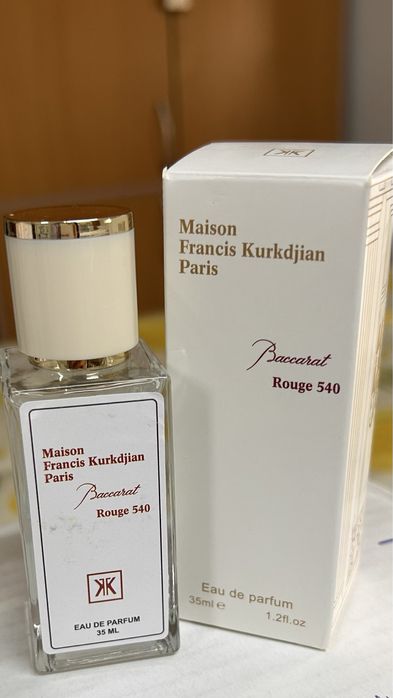 Maison
Francis Kurkdjian
Paris
Baccarat
Rouge 540
Eau de parfum
35ml e
1.2fl.oz
Maison
Francis Kurkdjian
Paris
Baccarat
Rouge 540
EAU DE PARFUM
35 ML